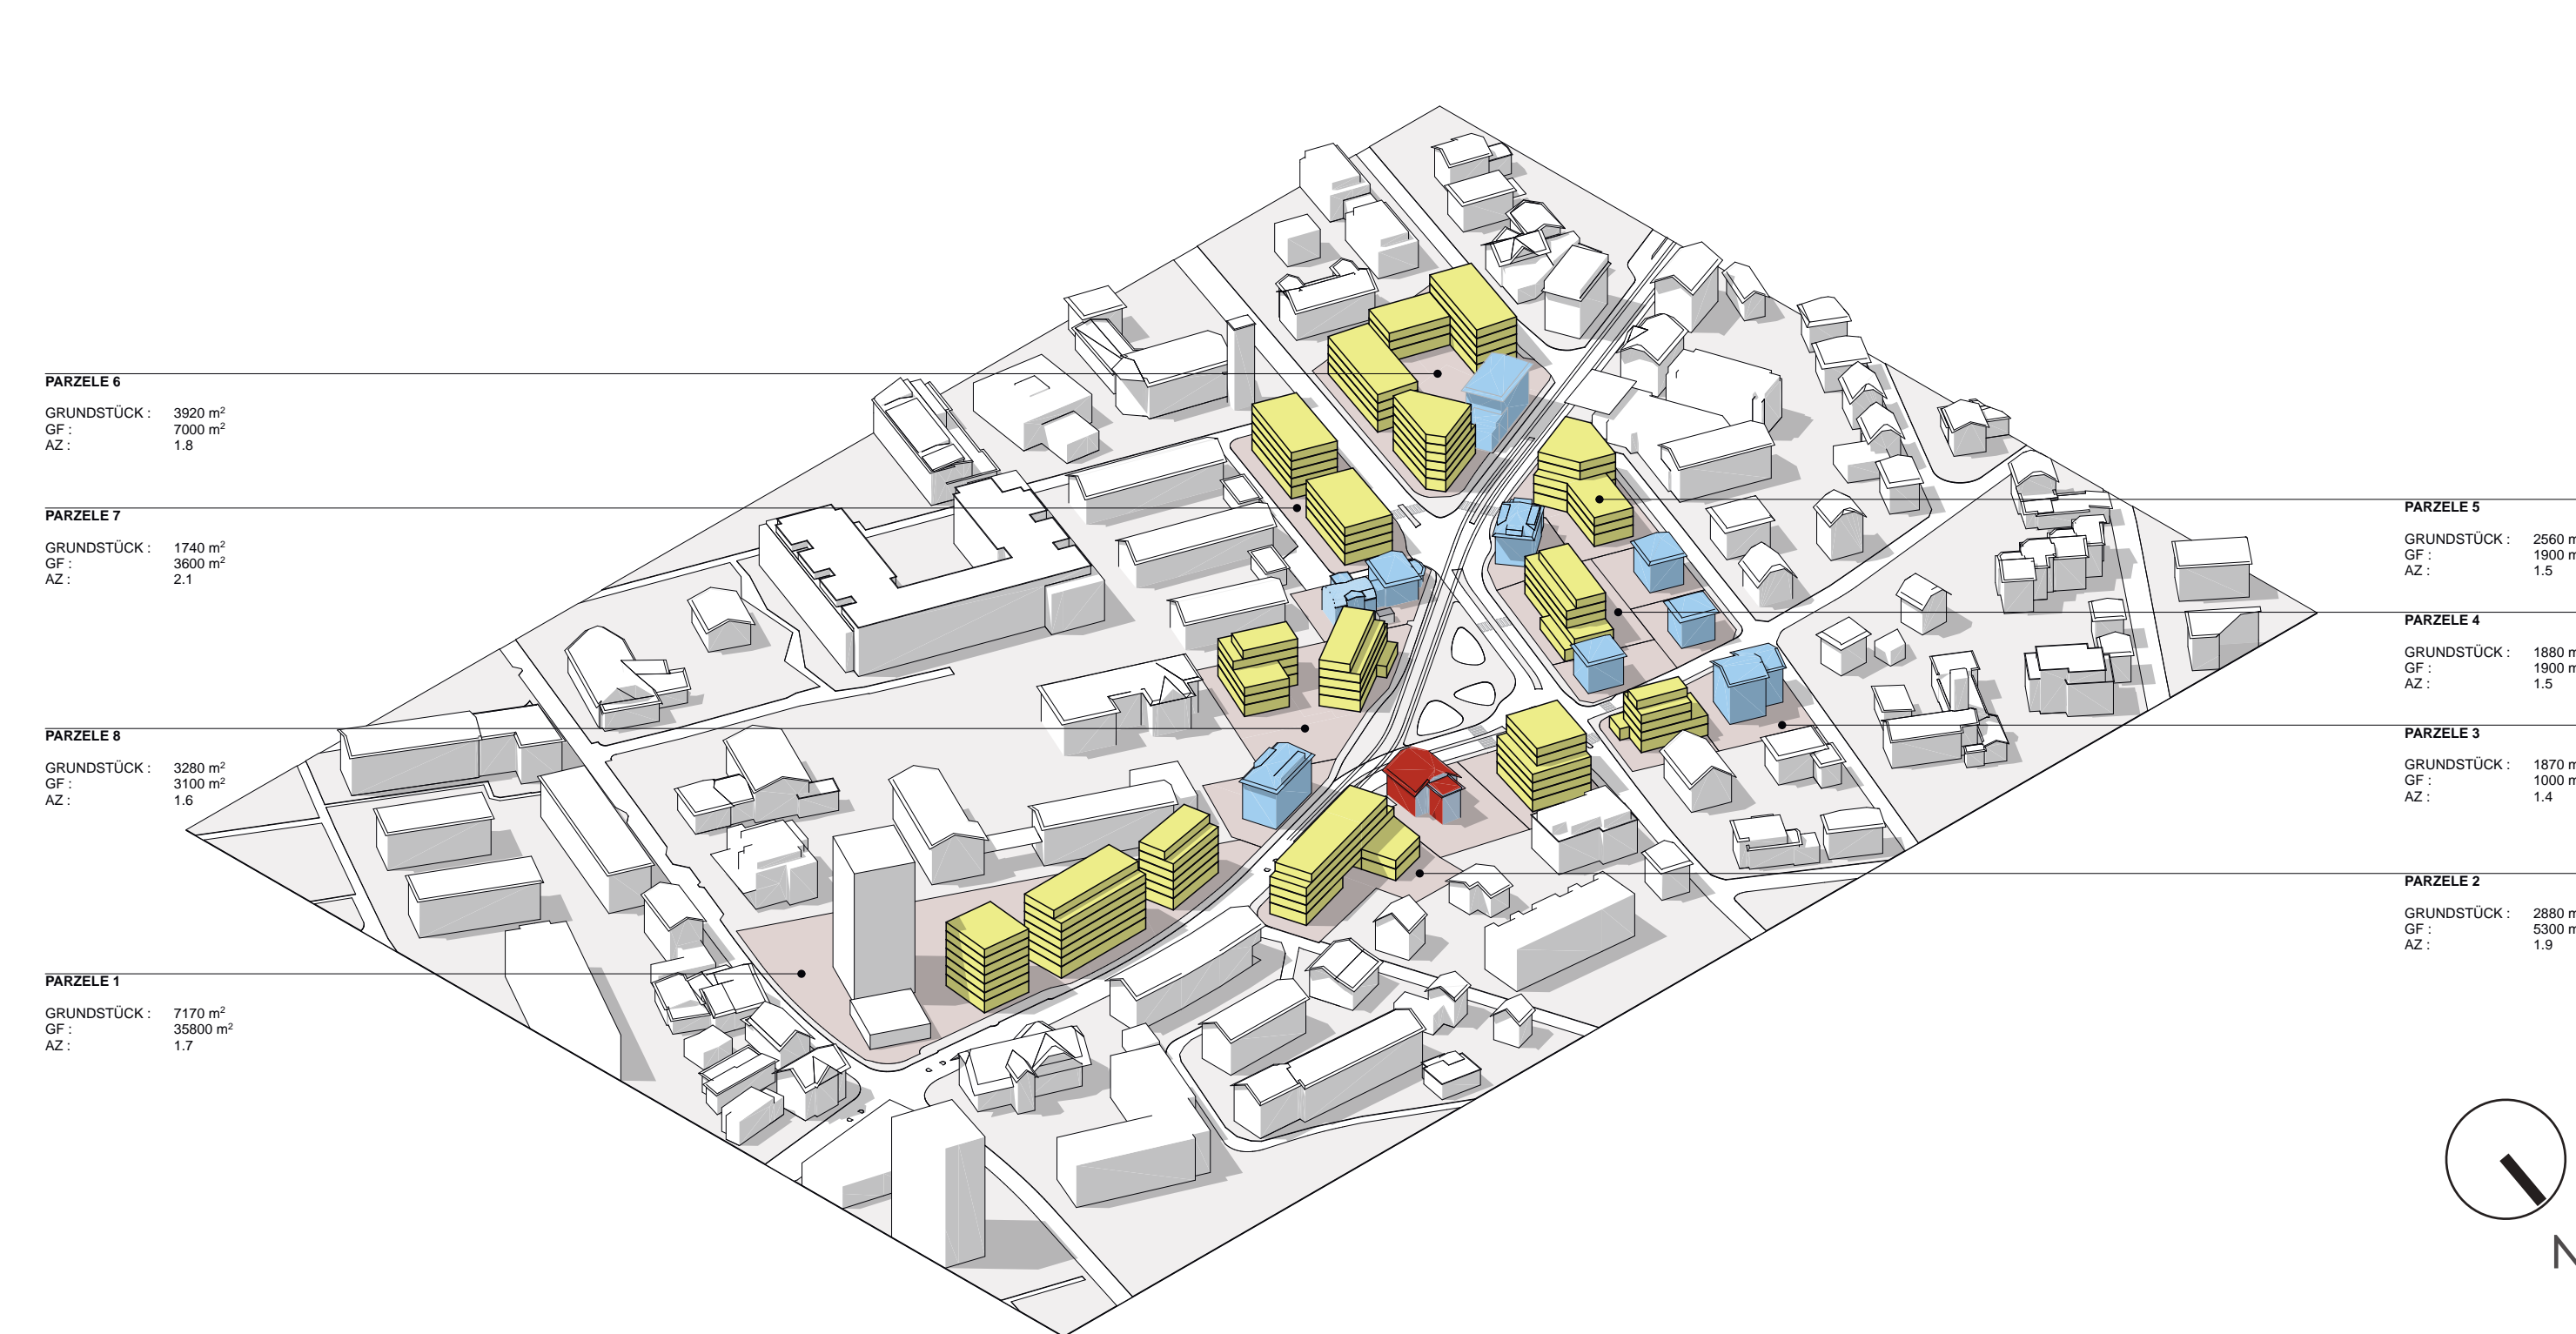 PARZELE 6
GRUNDSTÜCK : 3920 m²
GF : 7000 m²
AZ : 1.8
PARZELE 7
GRUNDSTÜCK : 1740 m²
GF : 3600 m²
AZ : 2.1
PARZELE 8
GRUNDSTÜCK : 3280 m²
GF : 3100 m²
AZ : 1.6
PARZELE 1
GRUNDSTÜCK : 7170 m²
GF : 35800 m²
AZ : 1.7
PARZELE 5
GRUNDSTÜCK : 2560 m
GF : 1900 m
AZ : 1.5
PARZELE 4
GRUNDSTÜCK : 1880 m
GF : 1900 m
AZ : 1.5
PARZELE 3
GRUNDSTÜCK : 1870 m
GF : 1000 m
AZ : 1.4
PARZELE 2
GRUNDSTÜCK : 2880 m
GF : 5300 m
AZ : 1.9
N